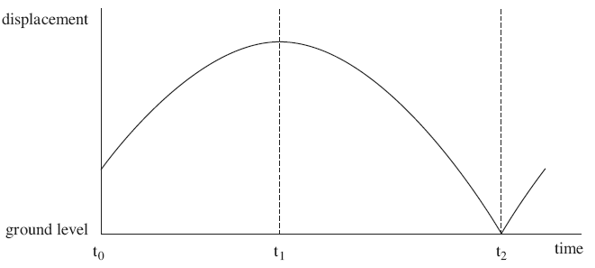 displacement
ground level
t0
t1
t2
time